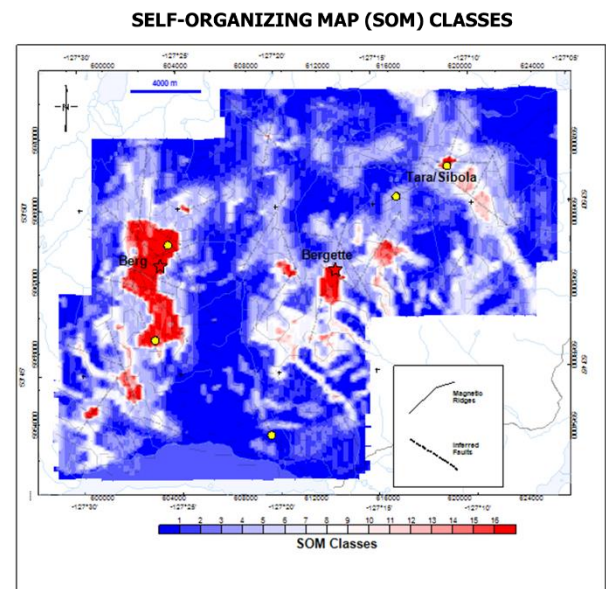 SELF-ORGANIZING MAP (SOM) CLASSES
-127°30' -127°25' -127°20' -127°15' -127°10' -127°05'
600000 604000 608000 612000 616000 620000 624000
4000 m
N
Tara/Sibola
Bergette
Berg
Magnetic
Ridges
Inferred
Faults
600000 604000 608000 612000 616000 620000 624000
-127°30' -127°25' -127°20' -127°15' -127°10' -127°05'
1 2 3 4 5 6 7 8 9 10 11 12 13 14 15 16
SOM Classes